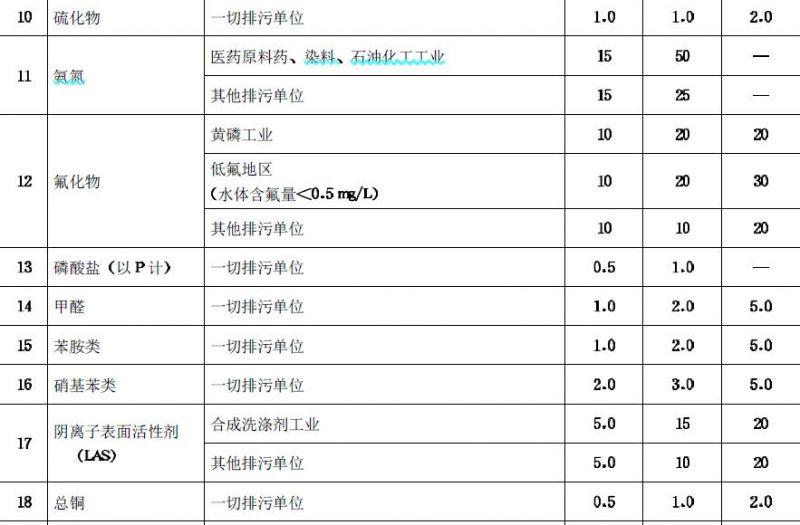 10 硫化物 一切排污单位 1.0 1.0 2.0
11 氨氮 医药原料药、染料、石油化工工业 15 50 —
其他排污单位 15 25 —
12 氟化物 黄磷工业 10 20 20
低氟地区
(水体含氟量<0.5 mg/L) 10 20 30
其他排污单位 10 10 20
13 磷酸盐(以 P 计) 一切排污单位 0.5 1.0 —
14 甲醛 一切排污单位 1.0 2.0 5.0
15 苯胺类 一切排污单位 1.0 2.0 5.0
16 硝基苯类 一切排污单位 2.0 3.0 5.0
17 阴离子表面活性剂
(LAS) 合成洗涤剂工业 5.0 15 20
其他排污单位 5.0 10 20
18 总铜 一切排污单位 0.5 1.0 2.0